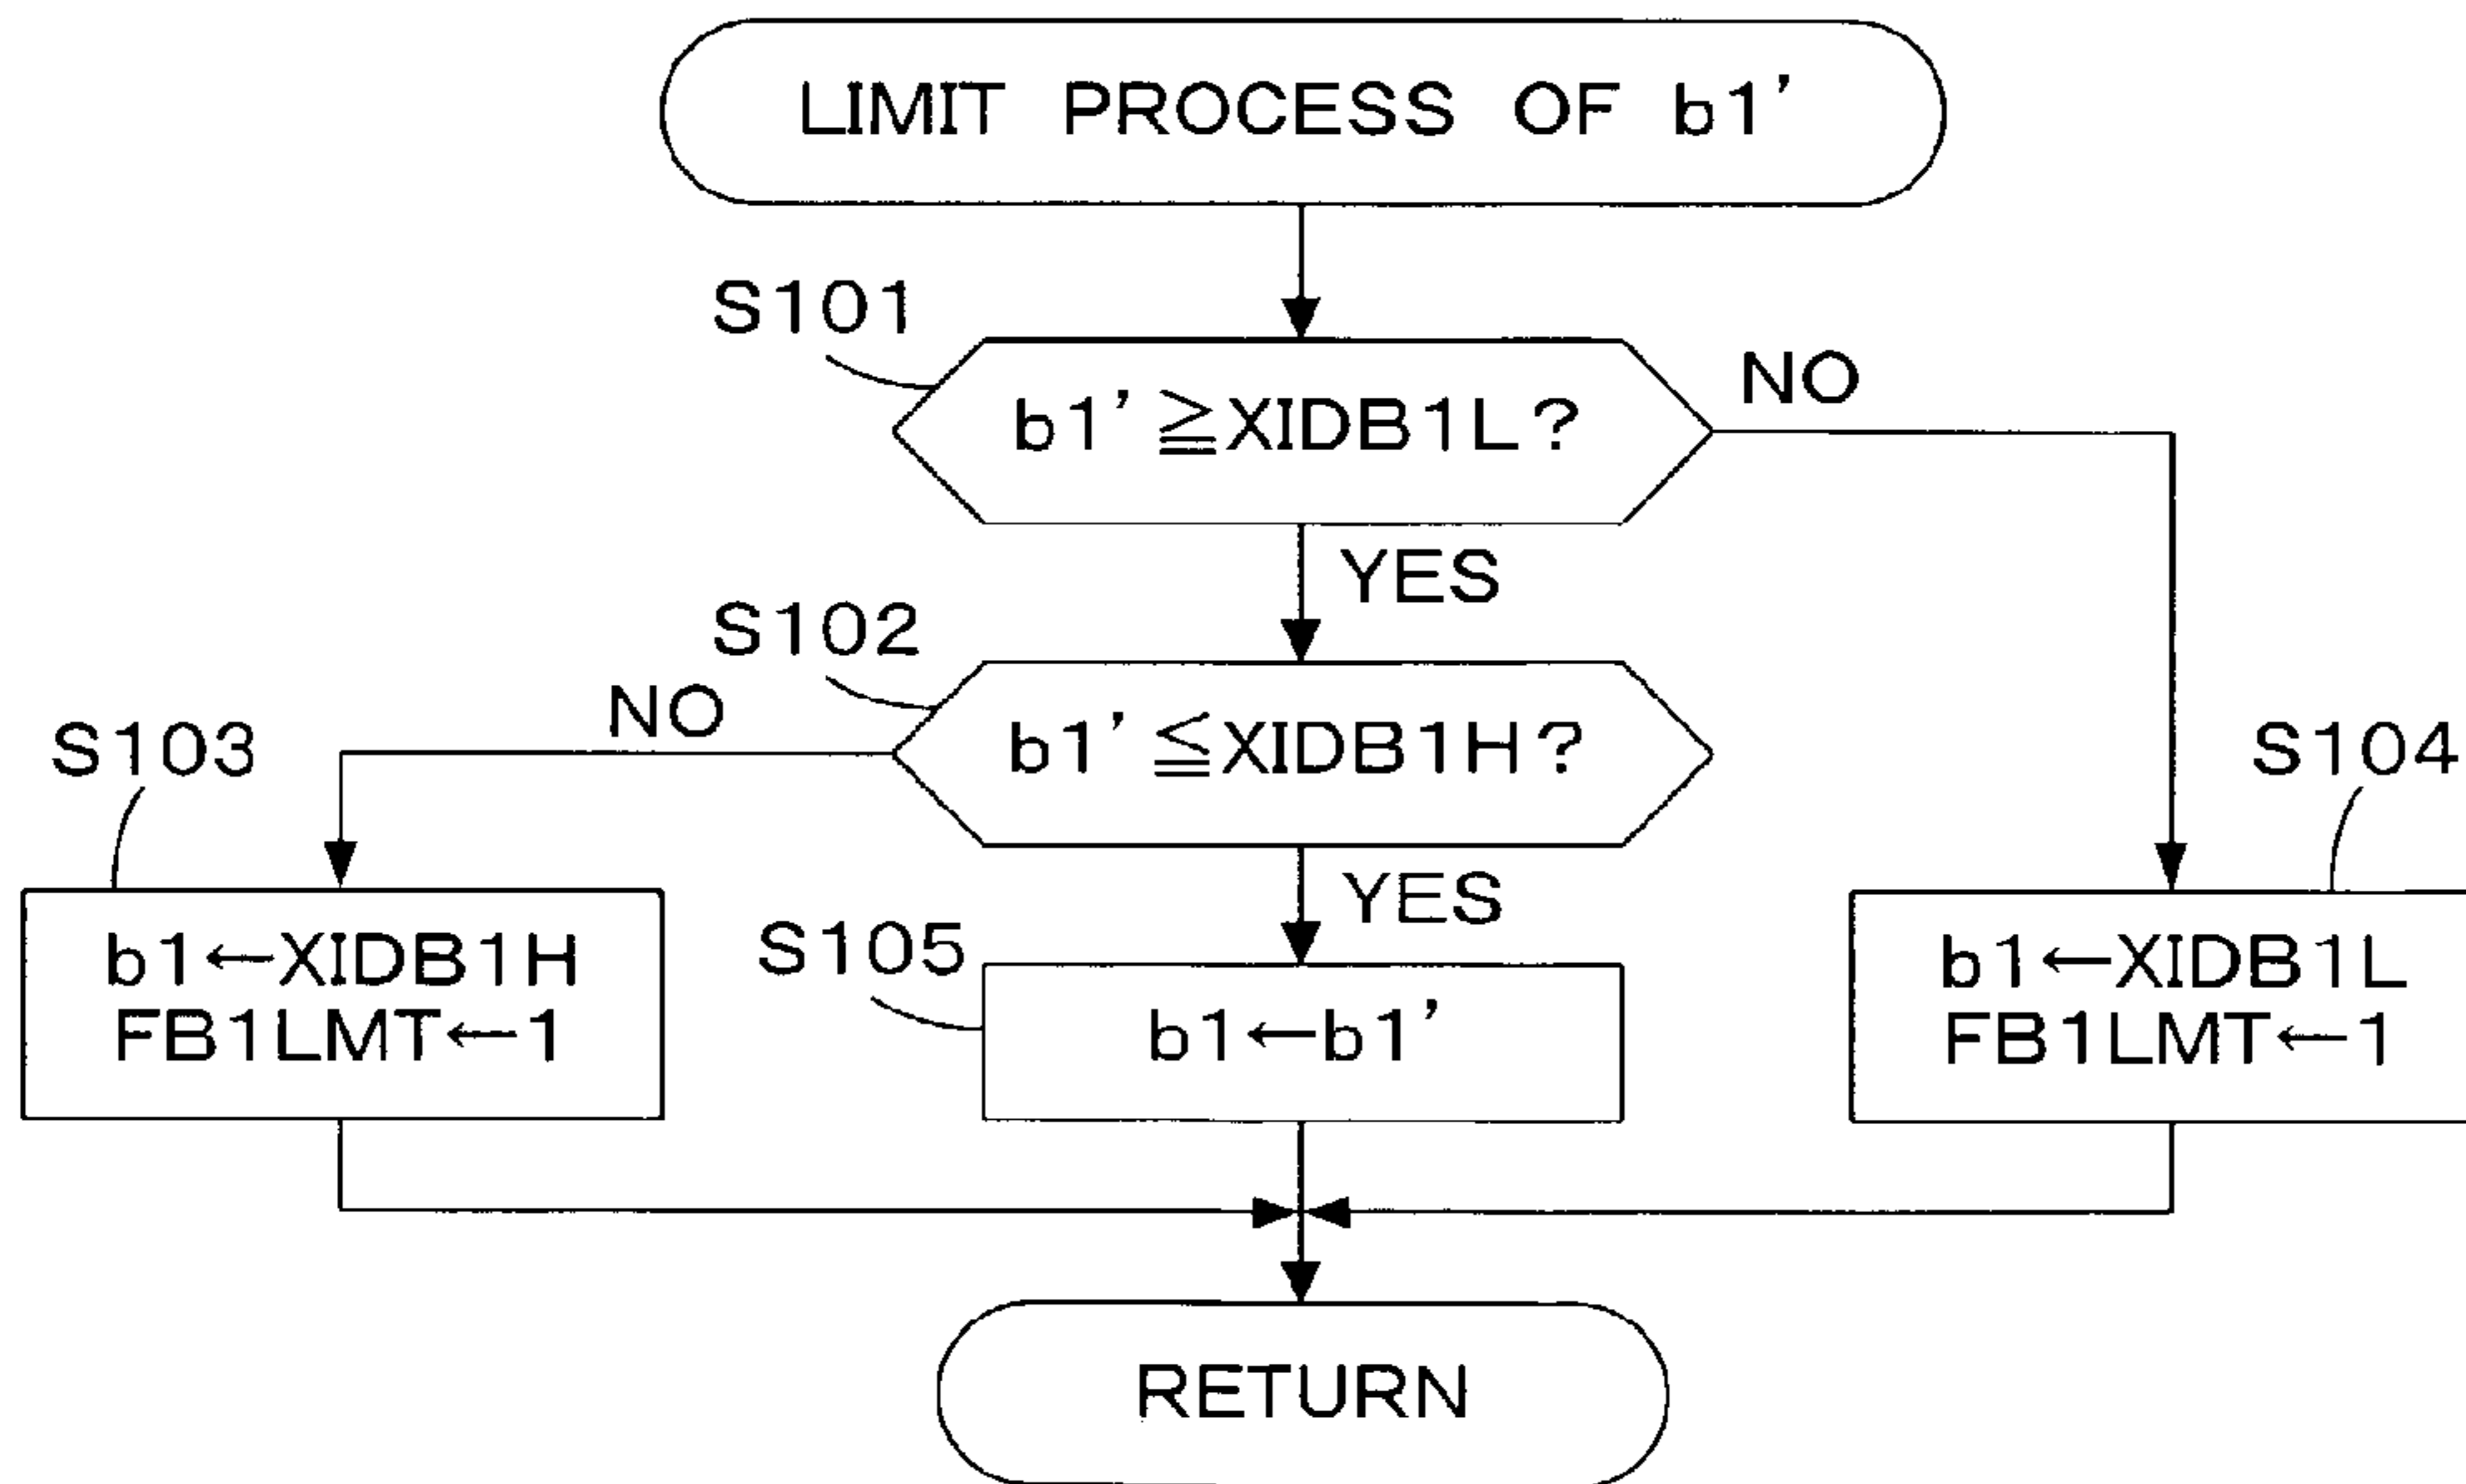 LIMIT PROCESS OF b1'
S101
b1'≧XIDB1L?
NO
YES
S102
b1'≦XIDB1H?
NO
YES
S103
b1←XIDB1H
FB1LMT←1
S105
b1←b1'
S104
b1←XIDB1L
FB1LMT←1
RETURN